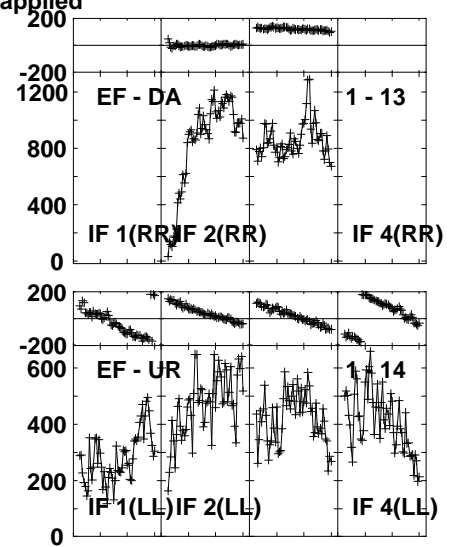 applied
200
-200
1200 EF - DA 1 - 13
800
400
IF 1(RR) IF 2(RR) IF 4(RR)
0
200
-200
EF - UR 1 - 14
600
400
200
IF 1(LL) IF 2(LL) IF 4(LL)
0